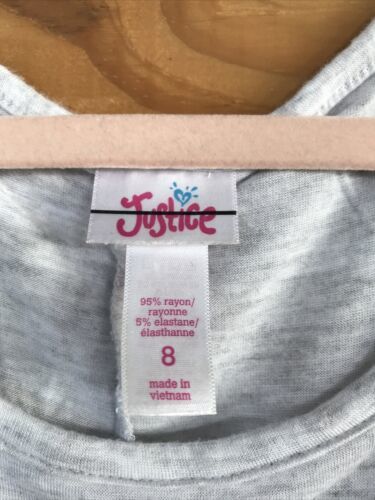 Justice
95% rayon/
rayonne
5% elastane/
élasthanne
8
made in
vietnam